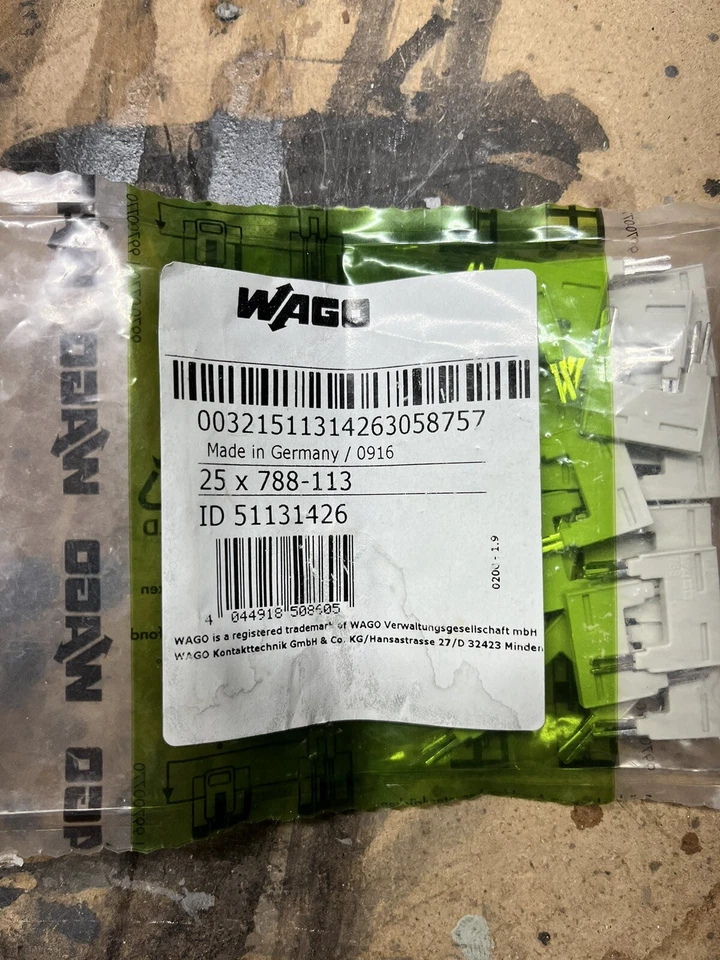 WAGO
00321511314263058757
Made in Germany / 0916
25 x 788-113
ID 51131426
0200 - 1.9
4 044918 508605
WAGO is a registered trademark of WAGO Verwaltungsgesellschaft mbH
WAGO Kontakttechnik GmbH & Co. KG/Hansastrasse 27/D 32423 Minden
WAGO
WAGO
W